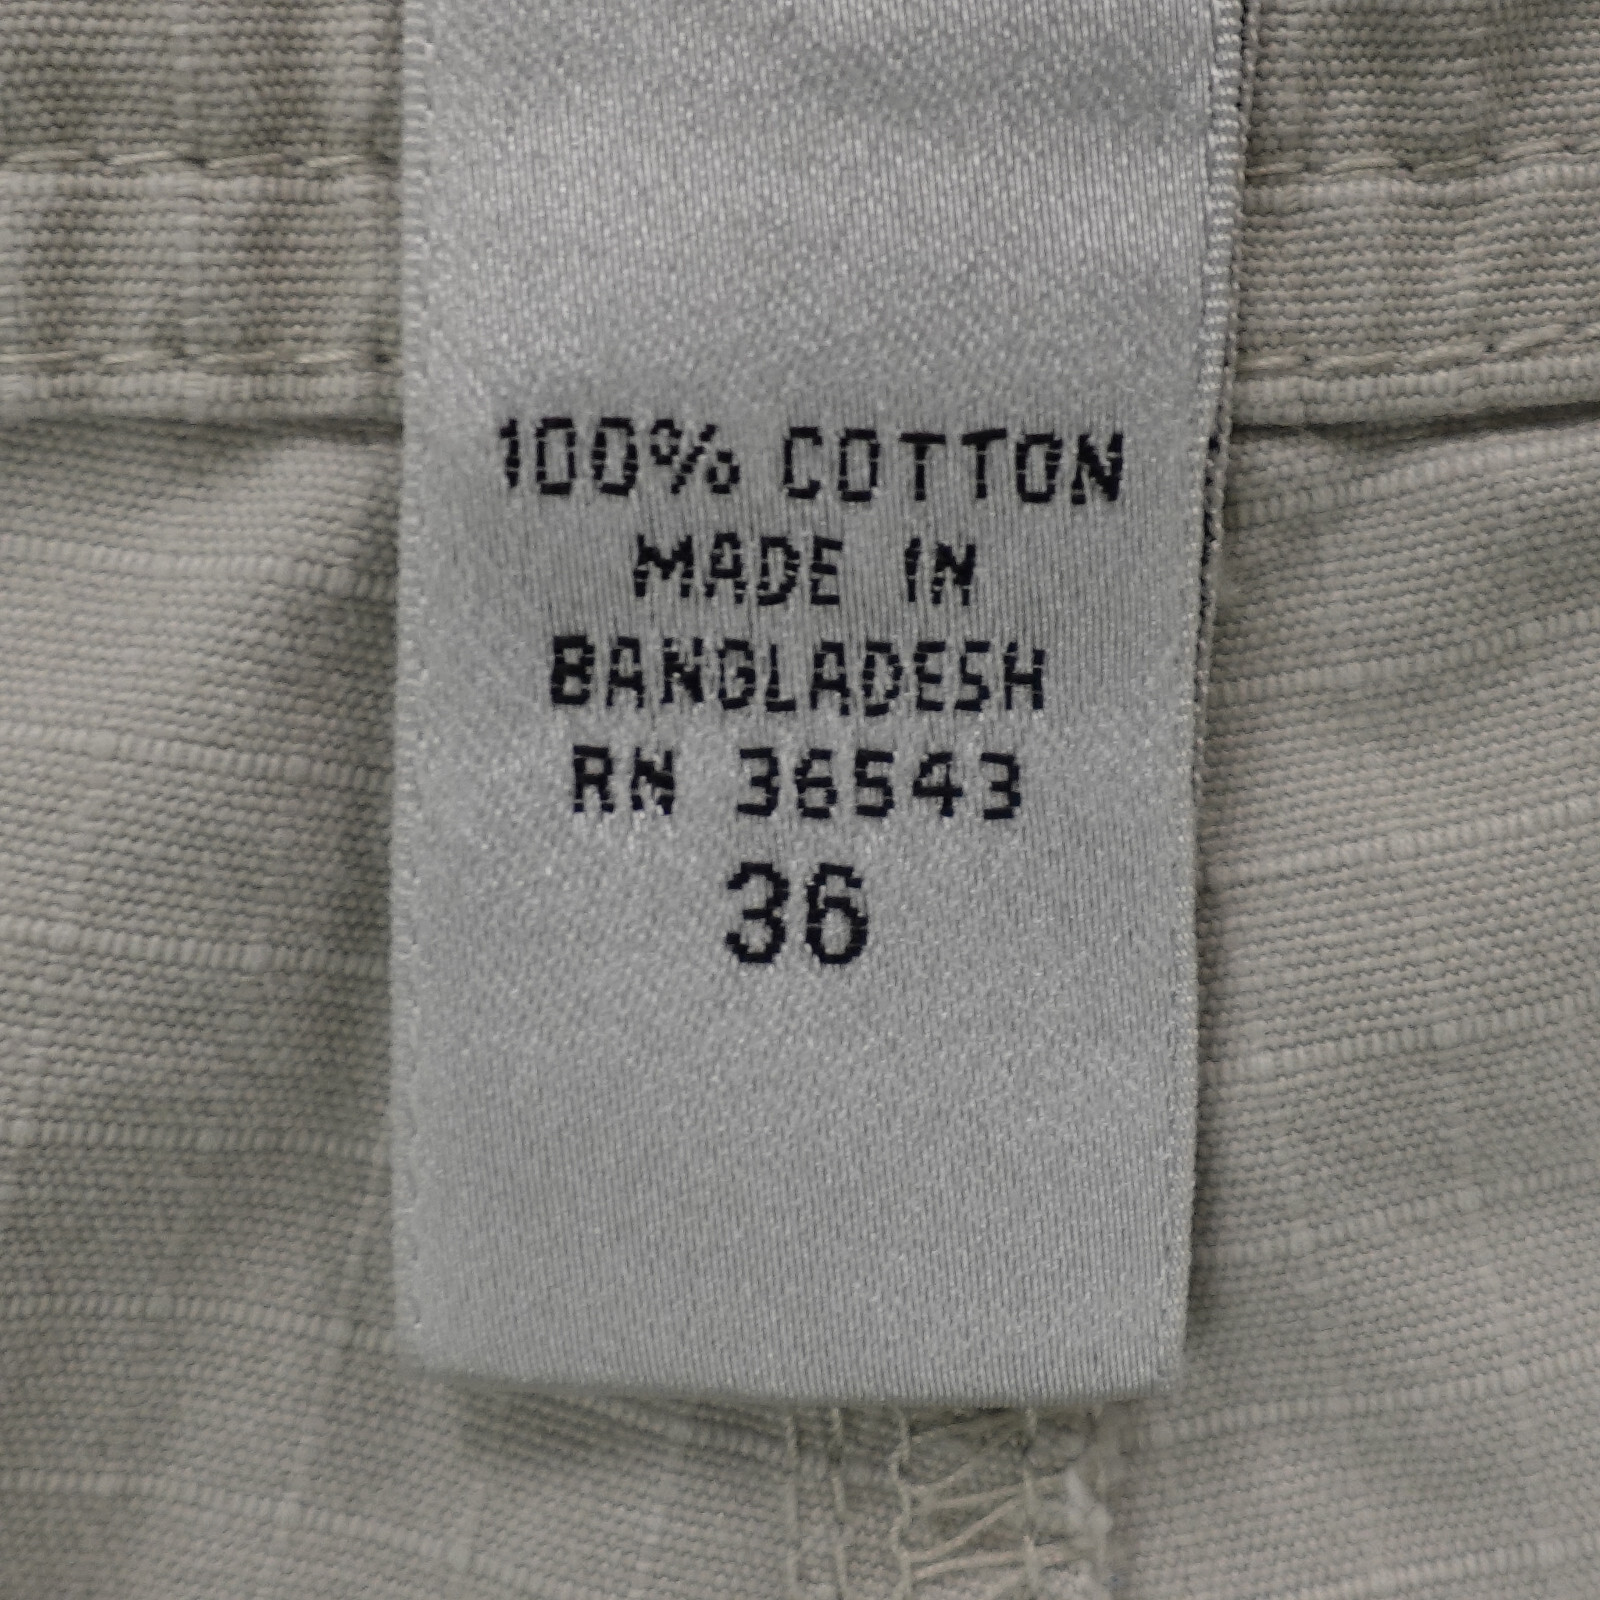 100% COTTON
MADE IN
BANGLADESH
RN 36543
36